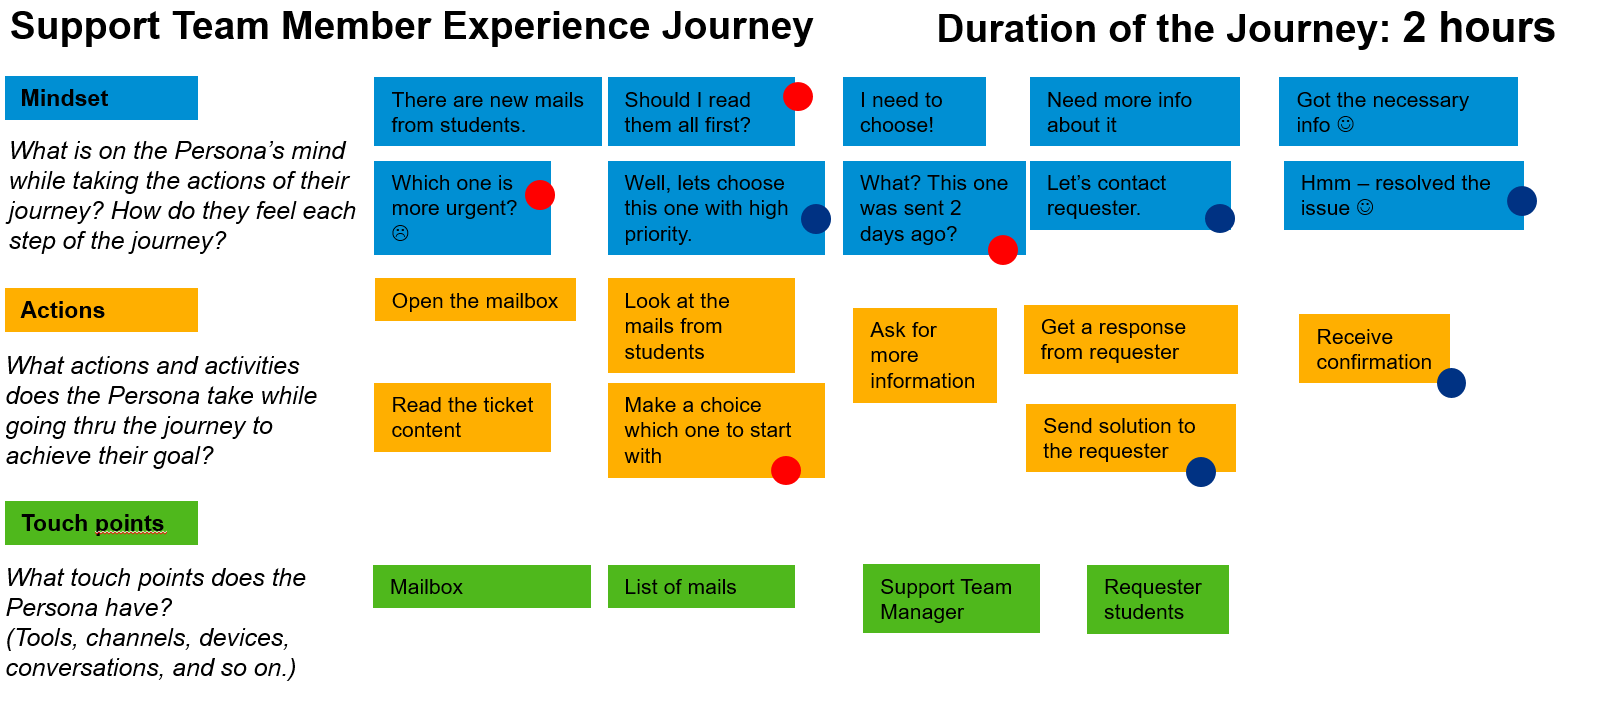 Support Team Member Experience Journey
Duration of the Journey: 2 hours
Mindset
What is on the Persona's mind
while taking the actions of their
journey? How do they feel each
step of the journey?
There are new mails
from students.
Should I read
them all first?
I need to
choose!
Need more info
about it
Got the necessary
info ☺
Which one is
more urgent?
☹
Well, lets choose
this one with high
priority.
What? This one
was sent 2
days ago?
Let's contact
requester.
Hmm – resolved the
issue ☺
Actions
What actions and activities
does the Persona take while
going thru the journey to
achieve their goal?
Open the mailbox
Look at the
mails from
students
Ask for
more
information
Get a response
from requester
Receive
confirmation
Read the ticket
content
Make a choice
which one to start
with
Send solution to
the requester
Touch points
What touch points does the
Persona have?
(Tools, channels, devices,
conversations, and so on.)
Mailbox
List of mails
Support Team
Manager
Requester
students